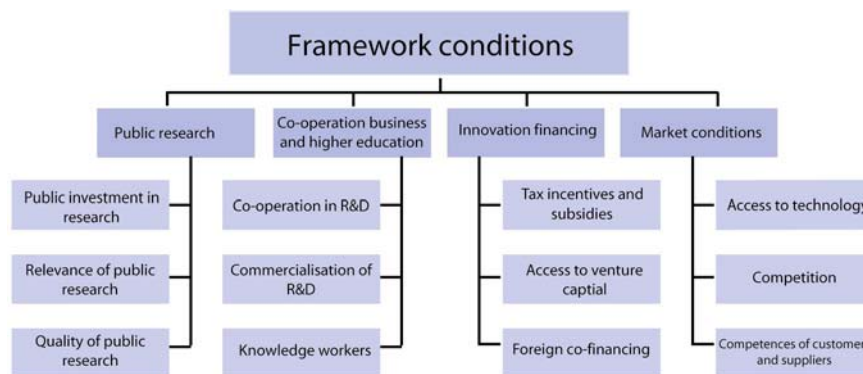 Framework conditions
Public research
Co-operation business
and higher education
Innovation financing
Market conditions
Public investment in
research
Co-operation in R&D
Tax incentives and
subsidies
Access to technology
Relevance of public
research
Commercialisation of
R&D
Access to venture
captial
Competition
Quality of public
research
Knowledge workers
Foreign co-financing
Competences of customer
and suppliers